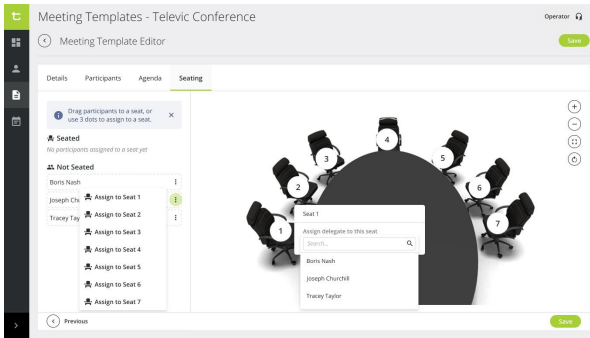 Meeting Templates - Televic Conference
Operator
Meeting Template Editor
Save
Details
Participants
Agenda
Seating
Drag participants to a seat, or
use 3 dots to assign to a seat.
Seated
No participants assigned to a seat yet
Not Seated
Boris Nash
Joseph Chu
Tracey Tay
Assign to Seat 1
Assign to Seat 2
Assign to Seat 3
Assign to Seat 4
Assign to Seat 5
Assign to Seat 6
Assign to Seat 7
1
2
3
4
5
6
7
Seat 1
Assign delegate to this seat
Search...
Boris Nash
Joseph Churchill
Tracey Taylor
Previous
Save